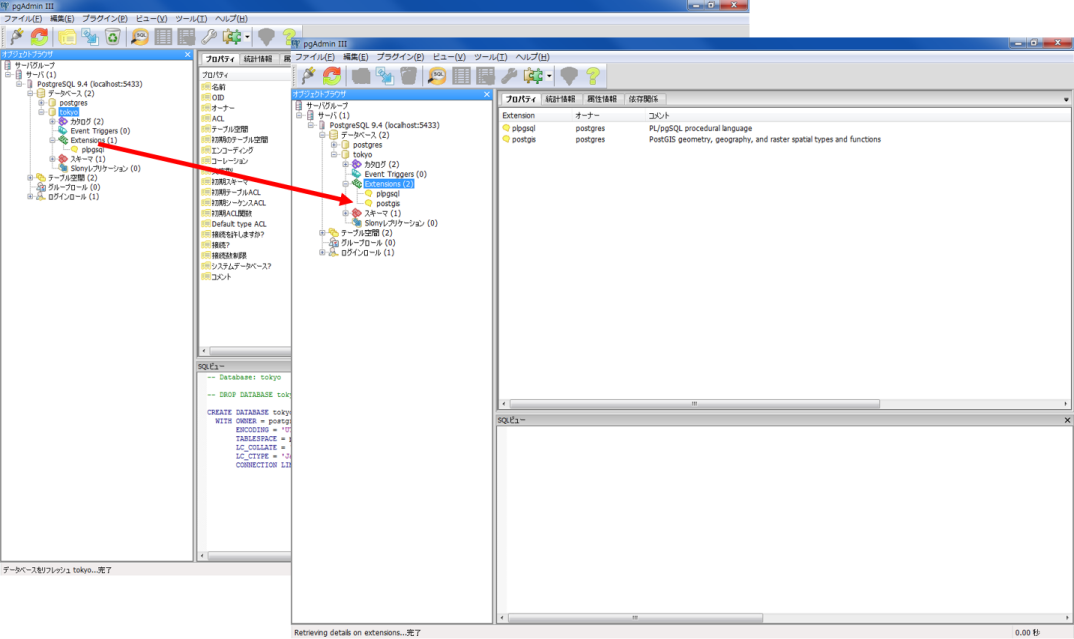 pgAdmin III
ファイル(F) 編集(E) プラグイン(P) ビュー(V) ツール(T) ヘルプ(H)
オブジェクトブラウザ
サーバグループ
サーバ (1)
PostgreSQL 9.4 (localhost:5433)
データベース (2)
postgres
tokyo
カタログ (2)
Event Triggers (0)
Extensions (1)
plpgsql
スキーマ (1)
Slonyレプリケーション (0)
テーブル空間 (2)
グループロール (0)
ログインロール (1)
プロパティ 統計情報
プロパティ
名前
OID
オーナー
ACL
テーブル空間
初期のテーブル空間
エンコーディング
コーレーション
初期スキーマ
初期テーブルACL
初期シーケンスACL
初期ACL関数
Default type ACL
接続を許しますか?
接続?
接続数制限
システムデータベース?
コメント
SQLビュー
-- Database: tokyo
-- DROP DATABASE
CREATE DATABASE tokyo
WITH OWNER =
ENCODING =
TABLESPACE =
LC_COLLATE =
LC_CTYPE =
CONNECTION
データベースをリフレッシュ tokyo...完了
pgAdmin III
ファイル(F) 編集(E) プラグイン(P) ビュー(V) ツール(T) ヘルプ(H)
オブジェクトブラウザ
サーバグループ
サーバ (1)
PostgreSQL 9.4 (localhost:5433)
データベース (2)
postgres
tokyo
カタログ (2)
Event Triggers (0)
Extensions (2)
plpgsql
postgis
スキーマ (1)
Slonyレプリケーション (0)
テーブル空間 (2)
グループロール (0)
ログインロール (1)
プロパティ 統計情報 属性情報 依存関係
Extension オーナー コメント
plpgsql postgres PL/pgSQL procedural language
postgis postgres PostGIS geometry, geography, and raster spatial types and functions
SQLビュー
Retrieving details on extensions...完了 0.00 秒